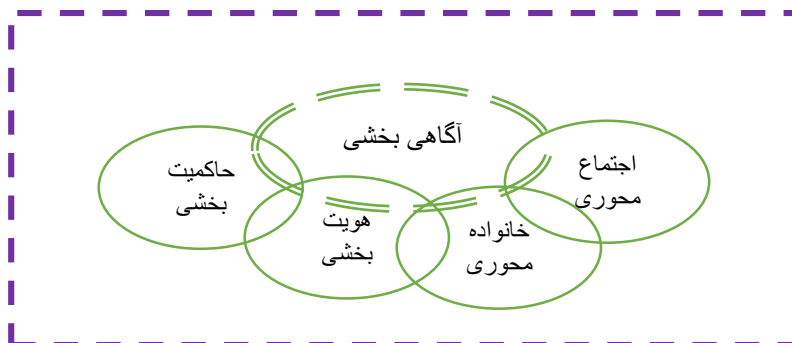 آگاهی بخشی
اجتماع
محوری
حاکمیت
بخشی
خانواده
محوری
هویت
بخشی